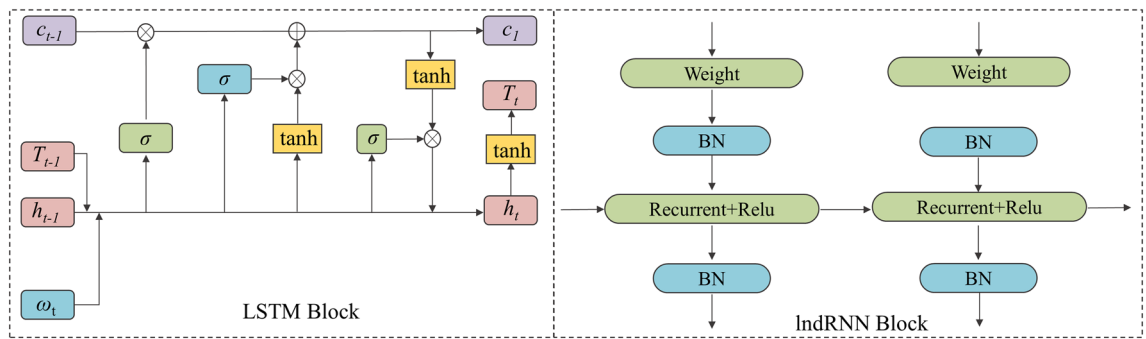 c_{t-1}
c_1
σ
tanh
T_t
σ
tanh
σ
tanh
T_{t-1}
h_{t-1}
h_t
ω_t
LSTM Block
Weight
Weight
BN
BN
Recurrent+Relu
Recurrent+Relu
BN
BN
lndRNN Block